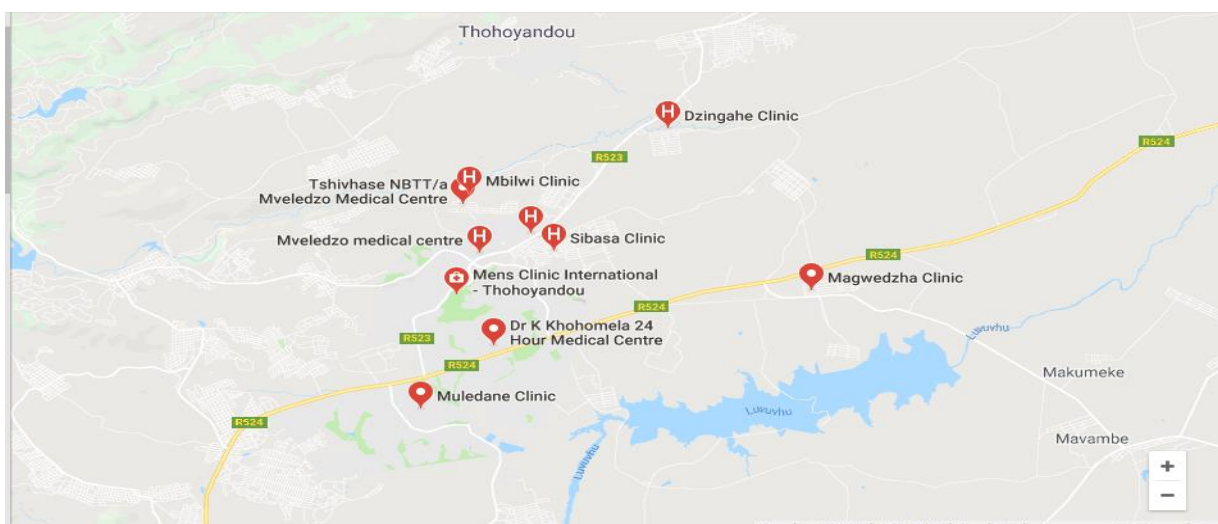 Thohoyandou
H
Dzingahe Clinic
R524
R523
H
Tshivhase NBTT/a
Mveledzo Medical Centre
Mbilwi Clinic
H
H
Mveledzo medical centre
H
Sibasa Clinic
R524
Mens Clinic International
- Thohoyandou
Magwedzha Clinic
R524
Dr K Khohomela 24
Hour Medical Centre
R523
Luvuvhu
R524
Makumeke
Muledane Clinic
Luvuvhu
R524
Mavambe
Luvuvhu
+
−